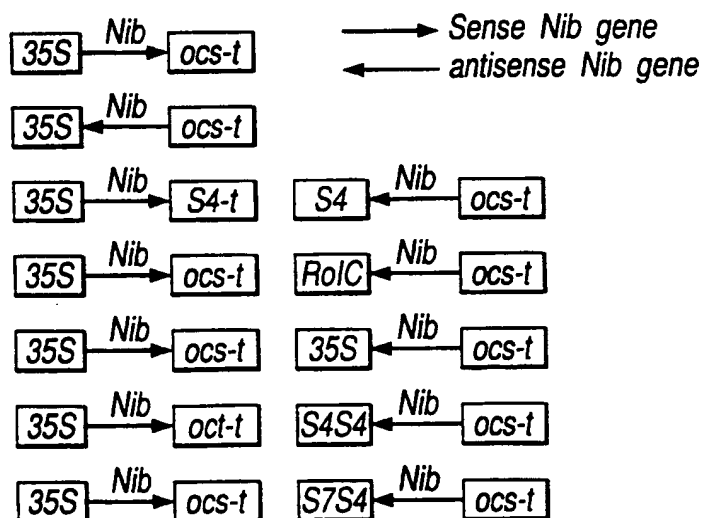 35S Nib ocs-t Sense Nib gene
antisense Nib gene
35S Nib ocs-t
35S Nib S4-t S4 Nib ocs-t
35S Nib ocs-t RolC Nib ocs-t
35S Nib ocs-t 35S Nib ocs-t
35S Nib oct-t S4S4 Nib ocs-t
35S Nib ocs-t S7S4 Nib ocs-t